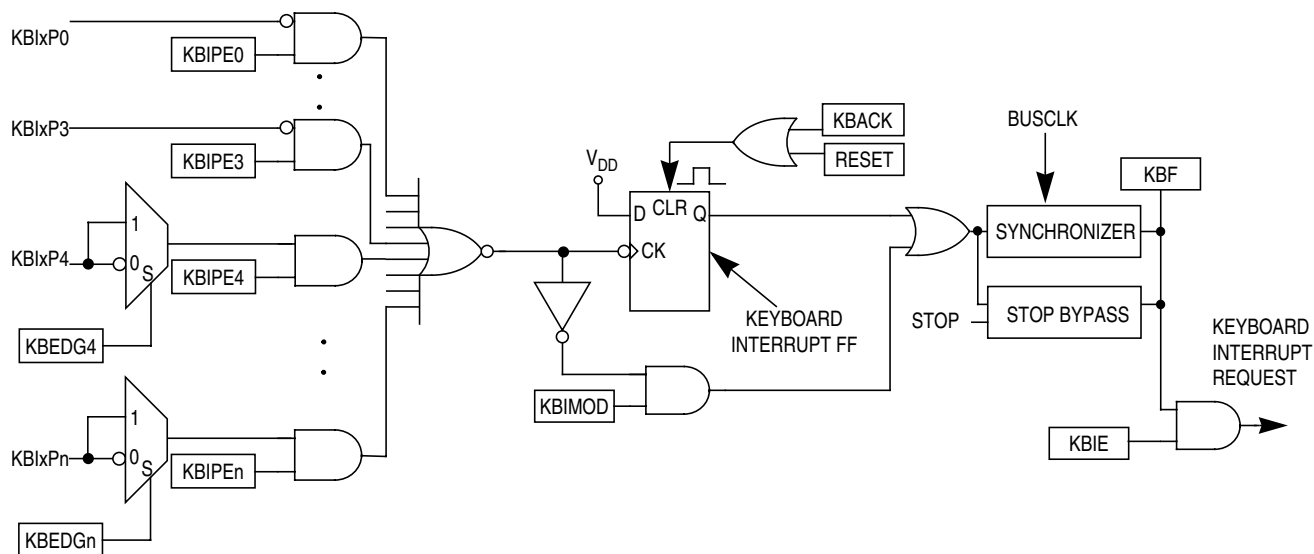 KBIxP0
KBIPE0
KBIxP3
KBIPE3
KBACK
RESET
BUSCLK
VDD
KBF
D
CLR
Q
SYNCHRONIZER
1
KBIxP4
0
S
KBIPE4
CK
STOP
STOP BYPASS
KEYBOARD
INTERRUPT FF
KEYBOARD
INTERRUPT
REQUEST
KBEDG4
KBIMOD
1
KBIxPn
0
S
KBIPEn
KBIE
KBEDGn